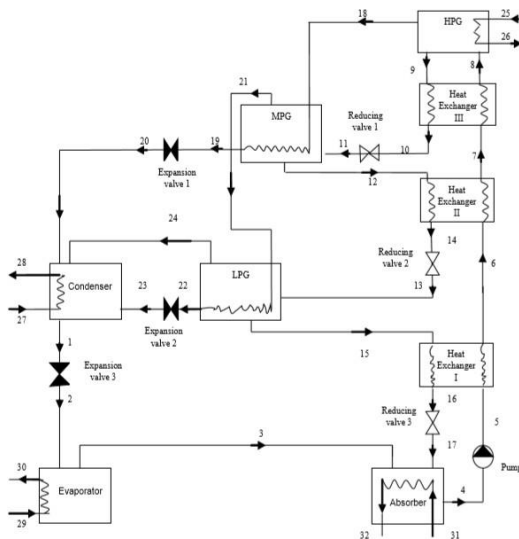 18
HPG
25
26
9
8
21
Heat
Exchanger
III
MPG
Reducing
valve 1
20
19
11
10
7
Expansion
valve 1
12
Heat
Exchanger
II
24
14
6
28
Reducing
valve 2
Condenser
LPG
23
22
13
27
Expansion
valve 2
1
15
Heat
Exchanger
I
Expansion
valve 3
16
2
Reducing
valve 3
5
3
17
30
Pump
Evaporator
4
Absorber
29
32
31